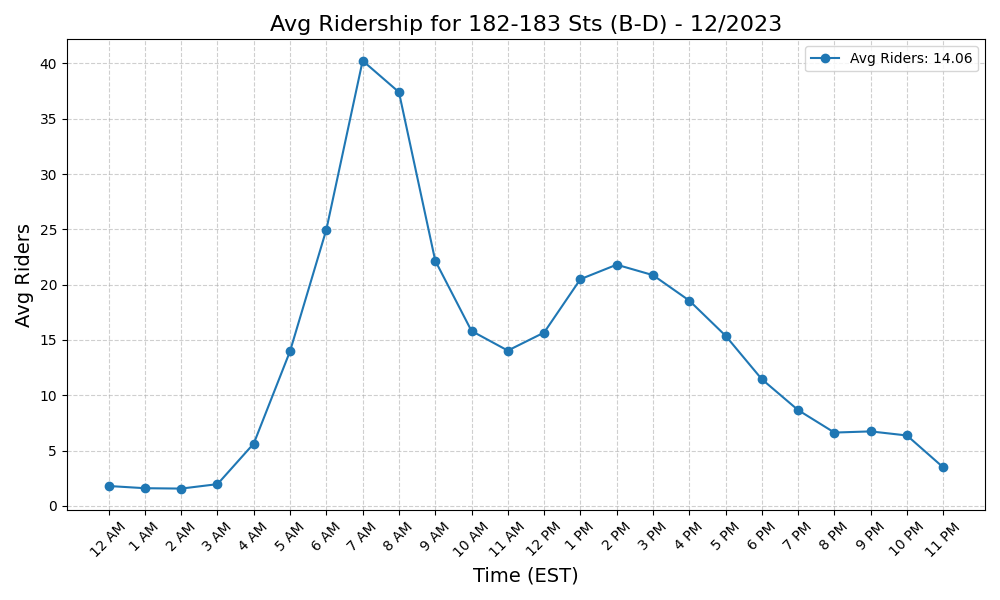 Avg Ridership for 182-183 Sts (B-D) - 12/2023
Avg Riders: 14.06
Avg Riders
40
35
30
25
20
15
10
5
0
12 AM
1 AM
2 AM
3 AM
4 AM
5 AM
6 AM
7 AM
8 AM
9 AM
10 AM
11 AM
12 PM
1 PM
2 PM
3 PM
4 PM
5 PM
6 PM
7 PM
8 PM
9 PM
10 PM
11 PM
Time (EST)